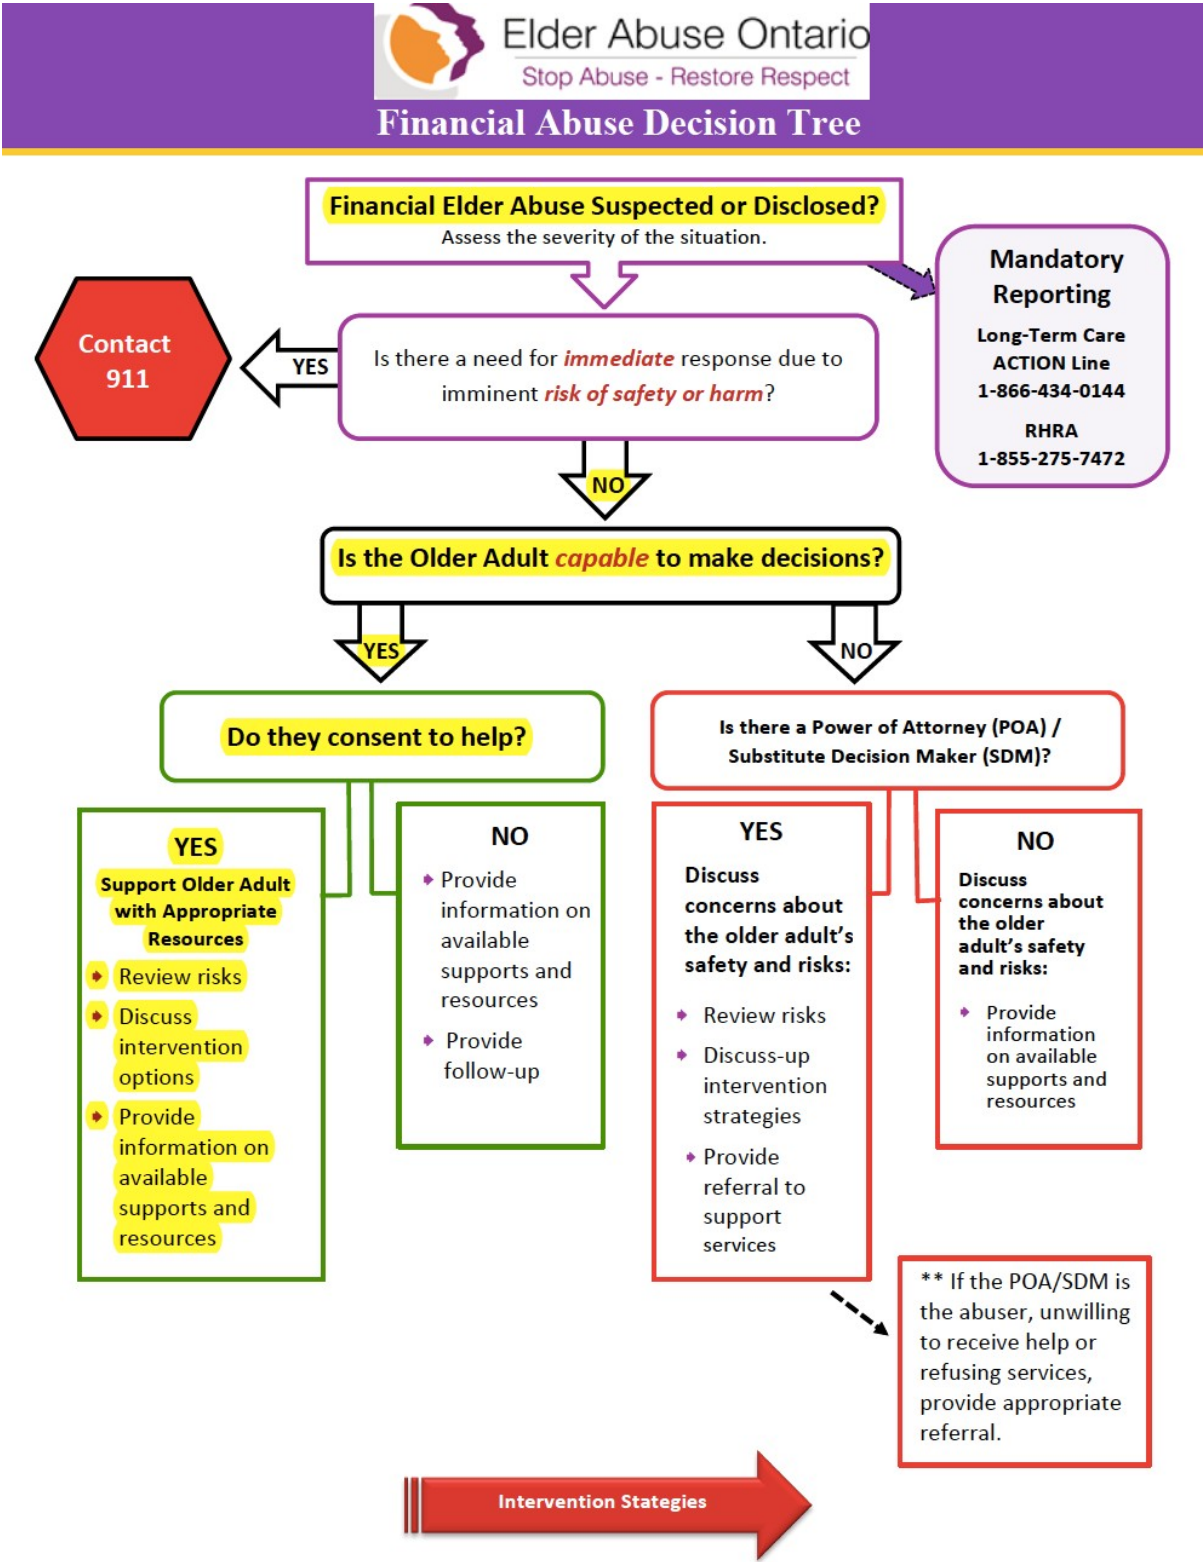 Elder Abuse Ontario
Stop Abuse - Restore Respect
Financial Abuse Decision Tree
Financial Elder Abuse Suspected or Disclosed?
Assess the severity of the situation.
Mandatory
Reporting
Long-Term Care
ACTION Line
1-866-434-0144
RHRA
1-855-275-7472
Contact
911
YES
Is there a need for immediate response due to
imminent risk of safety or harm?
NO
Is the Older Adult capable to make decisions?
YES
NO
Do they consent to help?
Is there a Power of Attorney (POA) /
Substitute Decision Maker (SDM)?
YES
Support Older Adult
with Appropriate
Resources
Review risks
Discuss
intervention
options
Provide
information on
available
supports and
resources
NO
Provide
information on
available
supports and
resources
Provide
follow-up
YES
Discuss
concerns about
the older adult's
safety and risks:
Review risks
Discuss-up
intervention
strategies
Provide
referral to
support
services
NO
Discuss
concerns about
the older
adult's safety
and risks:
Provide
information
on available
supports and
resources
** If the POA/SDM is
the abuser, unwilling
to receive help or
refusing services,
provide appropriate
referral.
Intervention Stategies